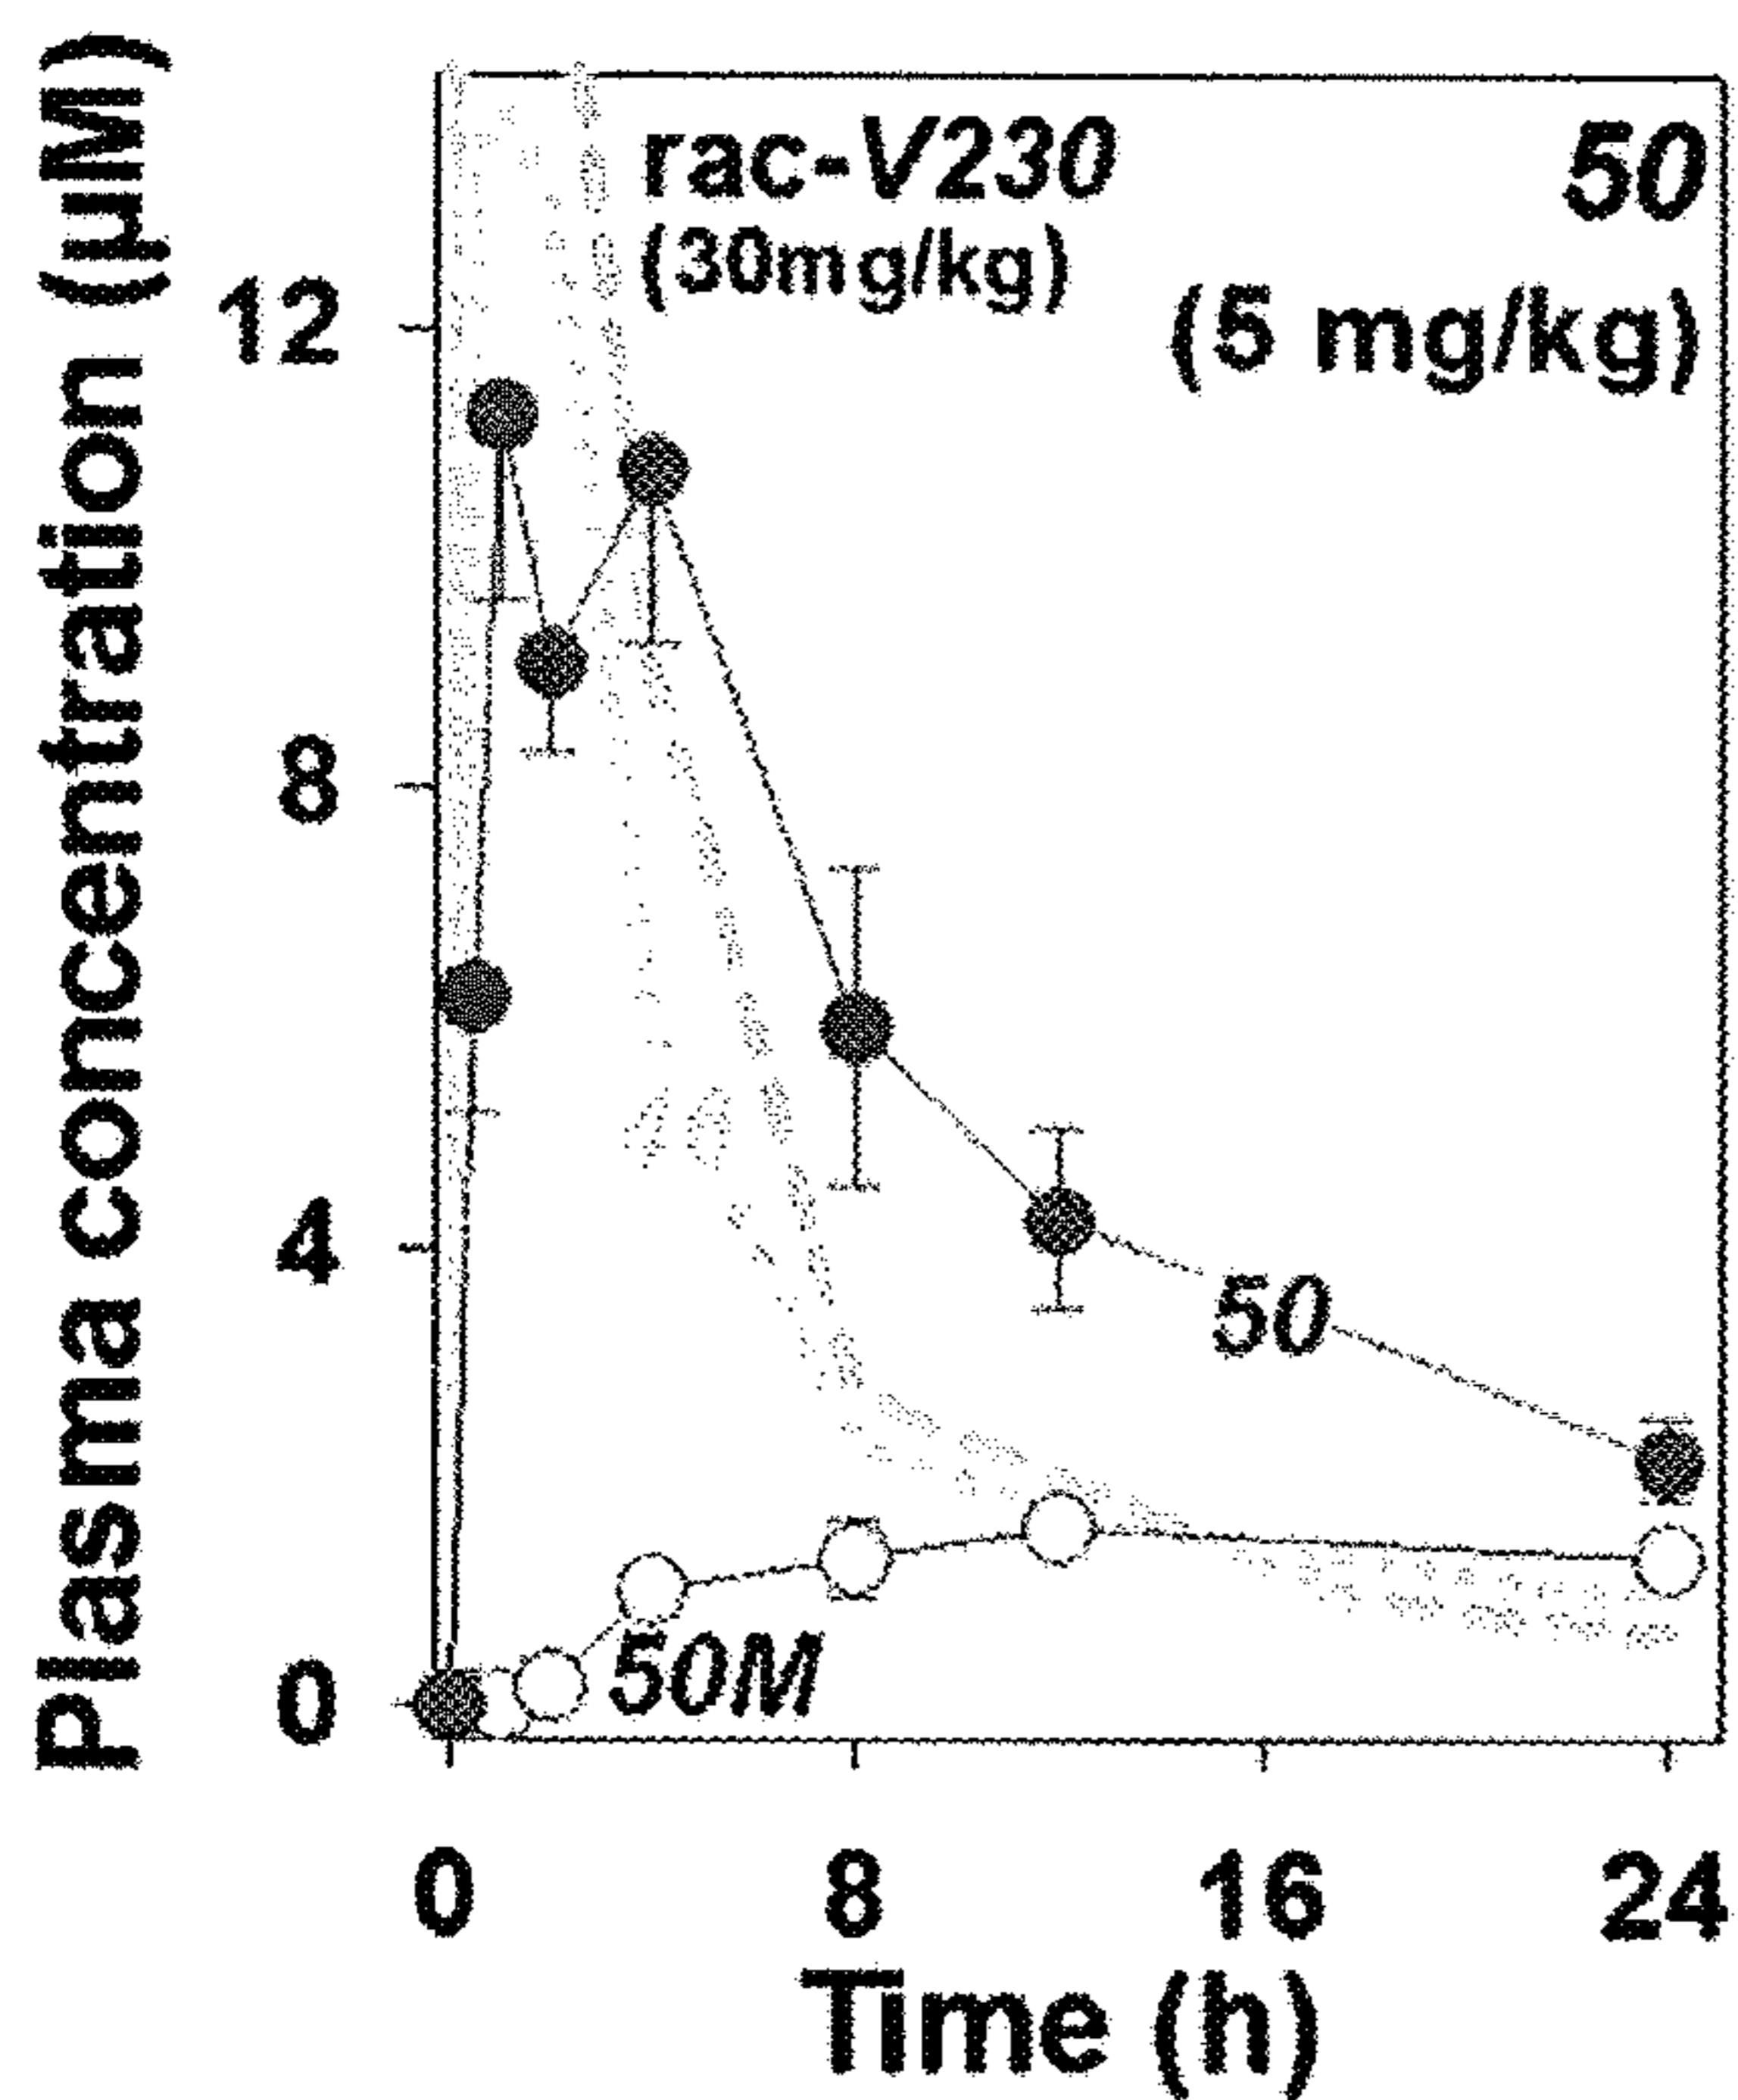 Plasma concentration (µM)
rac-V230
(30mg/kg)
50
(5 mg/kg)
12
8
4
0
50
50M
0 8 16 24
Time (h)